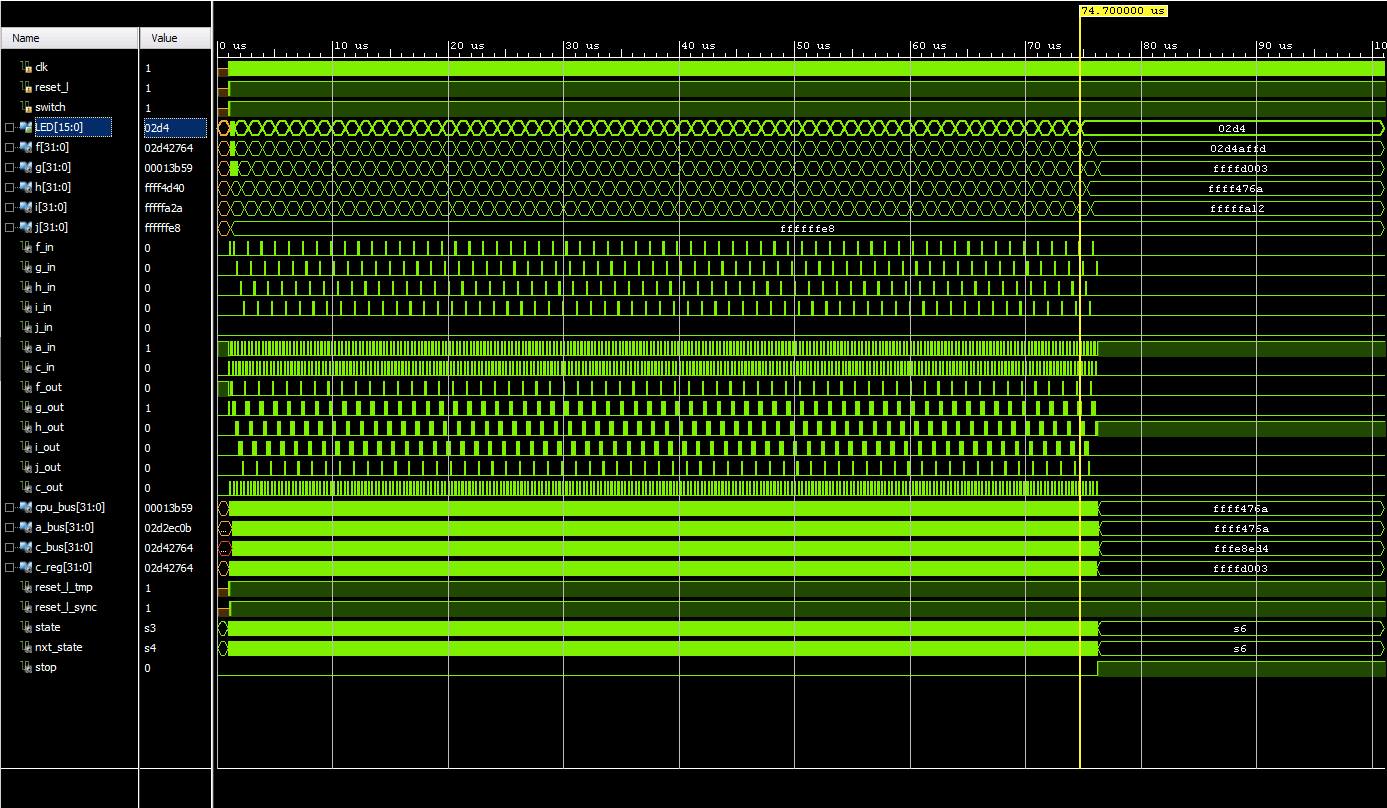 74.700000 us
Name Value
0 us 10 us 20 us 30 us 40 us 50 us 60 us 70 us 80 us 90 us 10
clk 1
reset_l 1
switch 1
LED[15:0] 02d4 02d4
f[31:0] 02d42764 02d4affd
g[31:0] 00013b59 ffffd003
h[31:0] ffff4d40 ffff476a
i[31:0] fffffa2a fffffa12
j[31:0] ffffffe8 ffffffe8
f_in 0
g_in 0
h_in 0
i_in 0
j_in 0
a_in 1
c_in 0
f_out 0
g_out 1
h_out 0
i_out 0
j_out 0
c_out 0
cpu_bus[31:0] 00013b59 ffff476a
a_bus[31:0] 02d2ec0b ... ffff476a
c_bus[31:0] 02d42764 ... fffe8ed4
c_reg[31:0] 02d42764 ffffd003
reset_l_tmp 1
reset_l_sync 1
state s3 s6
nxt_state s4 s6
stop 0